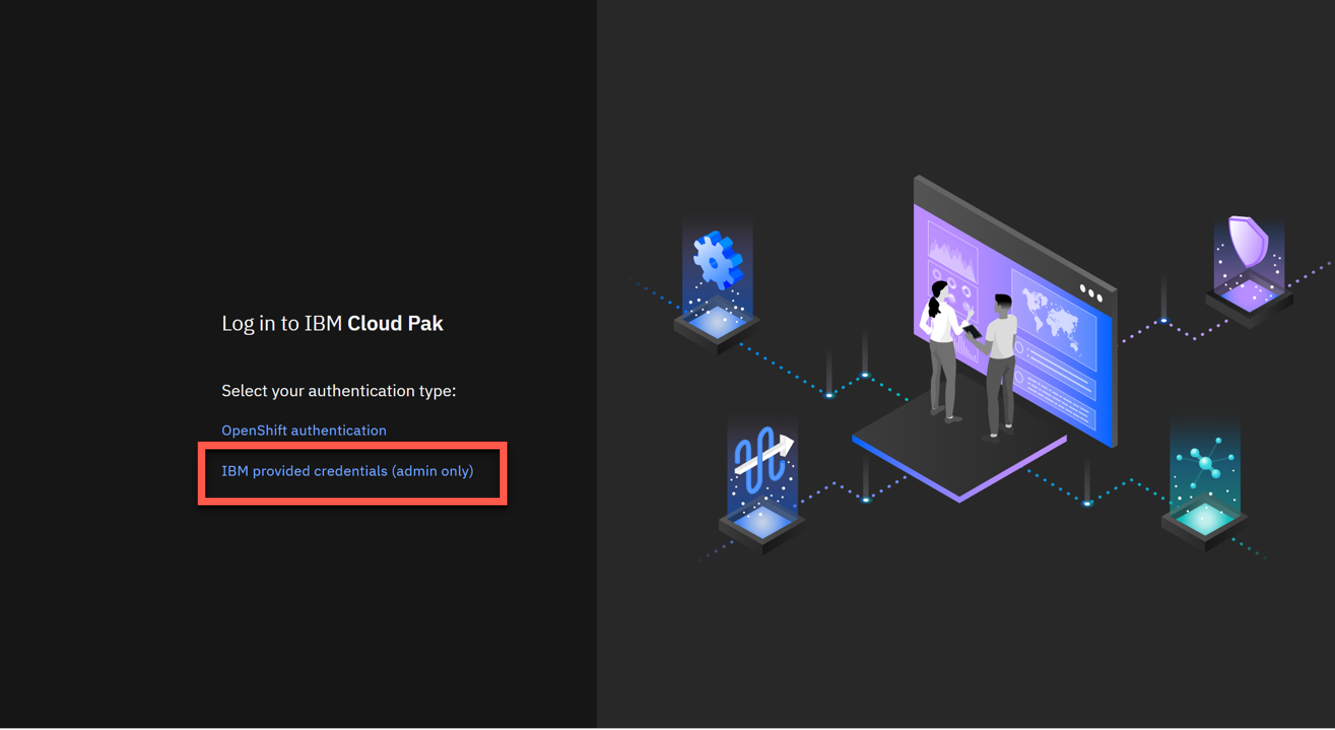 Log in to IBM Cloud Pak
Select your authentication type:
OpenShift authentication
IBM provided credentials (admin only)